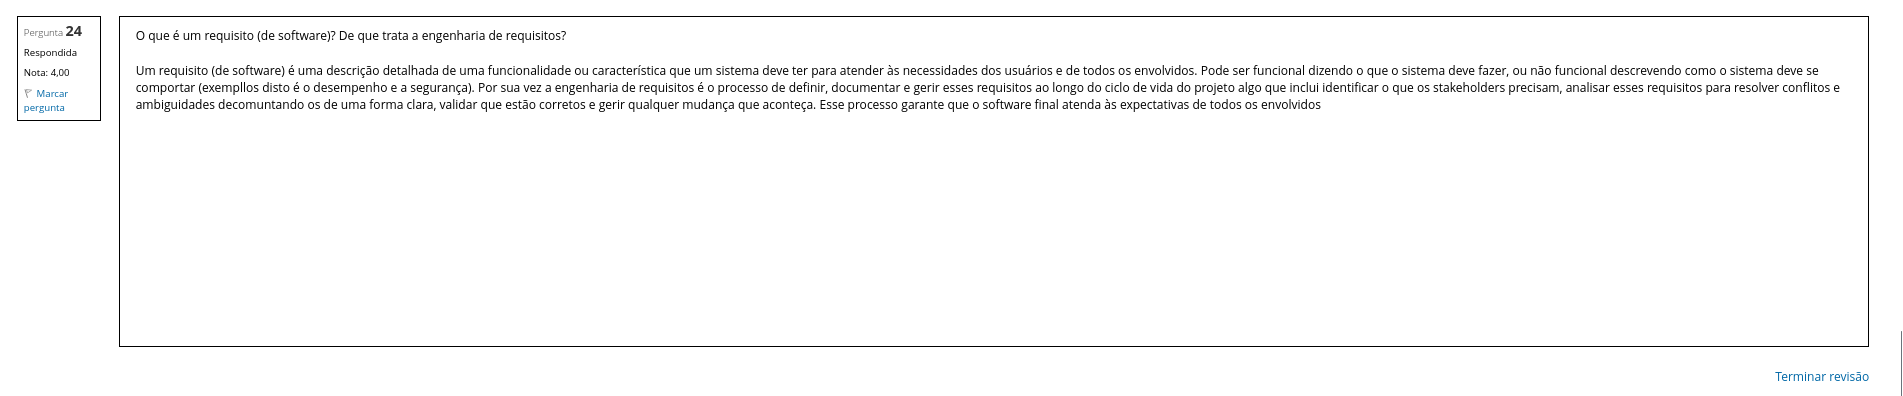 Pergunta 24
Respondida
Nota: 4,00
Marcar
pergunta
O que é um requisito (de software)? De que trata a engenharia de requisitos?
Um requisito (de software) é uma descrição detalhada de uma funcionalidade ou característica que um sistema deve ter para atender às necessidades dos usuários e de todos os envolvidos. Pode ser funcional dizendo o que o sistema deve fazer, ou não funcional descrevendo como o sistema deve se
comportar (exempllos disto é o desempenho e a segurança). Por sua vez a engenharia de requisitos é o processo de definir, documentar e gerir esses requisitos ao longo do ciclo de vida do projeto algo que inclui identificar o que os stakeholders precisam, analisar esses requisitos para resolver conflitos e
ambiguidades decomuntando os de uma forma clara, validar que estão corretos e gerir qualquer mudança que aconteça. Esse processo garante que o software final atenda às expectativas de todos os envolvidos
Terminar revisão